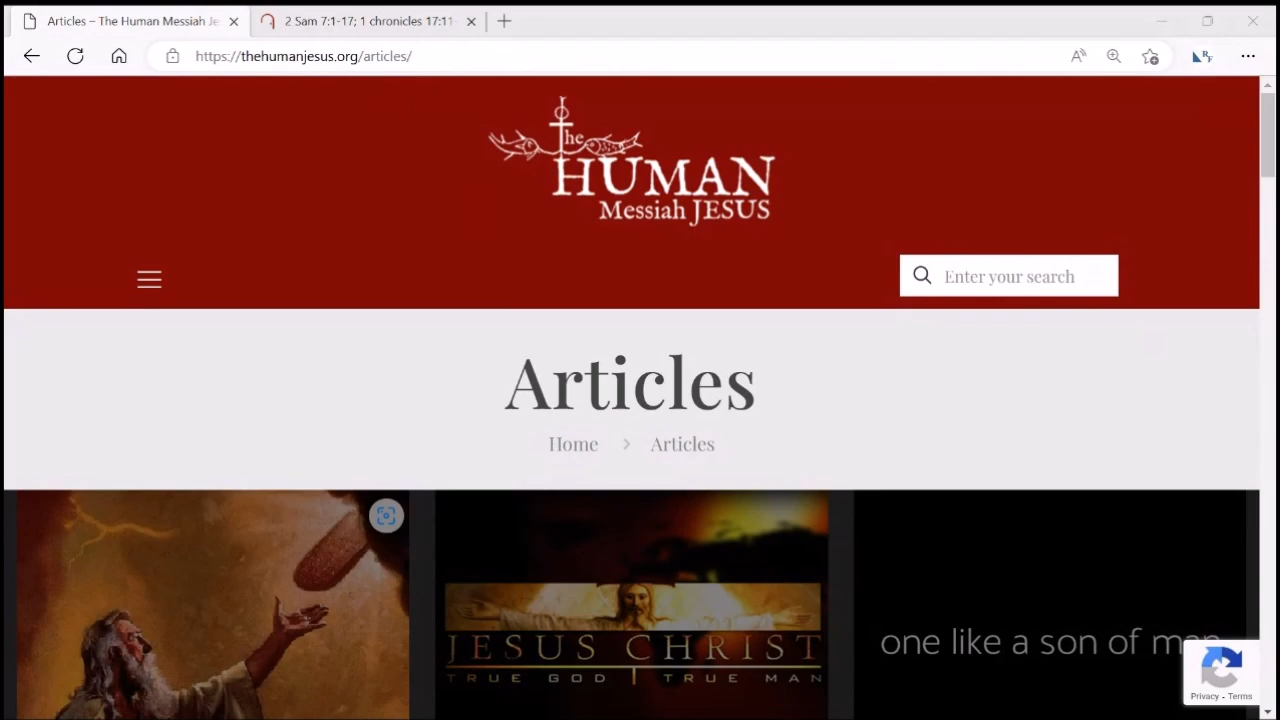 Articles – The Human Messiah Je
2 Sam 7:1-17; 1 chronicles 17:11-
https://thehumanjesus.org/articles/
A
RF
The
HUMAN
Messiah JESUS
Enter your search
Articles
Home > Articles
JESUS CHRIST
TRUE GOD TRUE MAN
one like a son of man
Privacy - Terms